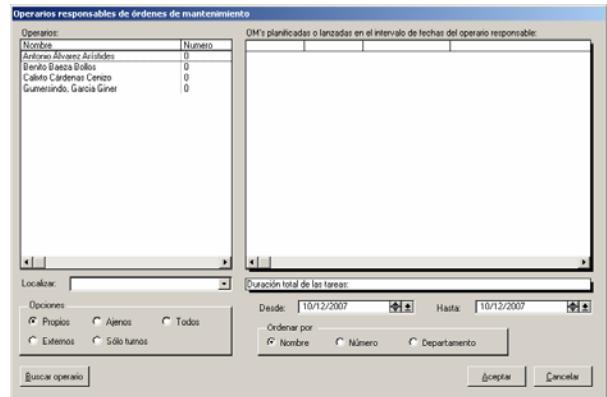 Operarios responsables de órdenes de mantenimiento
Operarios:
OM's planificadas o lanzadas en el intervalo de fechas del operario responsable:
Nombre Numero
Antonio Álvarez Arístides 0
Benito Baeza Bollos 0
Calixto Cárdenas Cenizo 0
Gumersindo, Garcia Giner 0
Localizar:
Duración total de las tareas:
Opciones
Propios Ajenos Todos
Externos Sólo turnos
Desde: 10/12/2007 Hasta: 10/12/2007
Ordenar por
Nombre Número Departamento
Buscar operario
Aceptar Cancelar